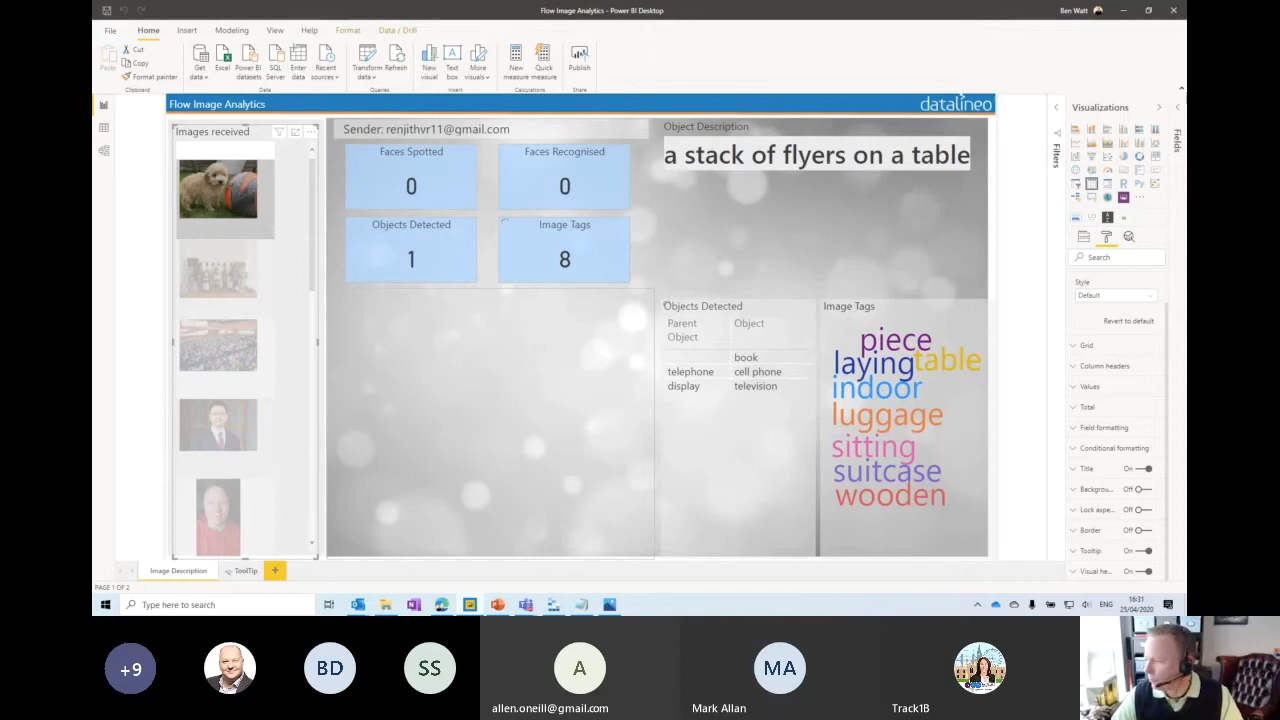 Flow Image Analytics - Power BI Desktop
Ben Watt
File Home Insert Modeling View Help Format Data / Drill
Paste
Cut
Copy
Format painter
Clipboard
Get data
Excel
Power BI datasets
SQL Server
Enter data
Recent sources
Data
Transform data
Refresh
Queries
New visual
Text box
More visuals
Insert
New measure
Quick measure
Calculations
Publish
Share
Flow Image Analytics
datalineo
Images received
Sender: renjithvr11@gmail.com
Faces Spotted
0
Faces Recognised
0
Objects Detected
1
Image Tags
8
Object Description
a stack of flyers on a table
Objects Detected
Parent Object
Object
book
telephone cell phone
display television
Image Tags
piece
laying table
indoor
luggage
sitting
suitcase
wooden
Filters
Visualizations
Fields
Search
Style
Default
Revert to default
Grid
Column headers
Values
Total
Field formatting
Conditional formatting
Title On
Backgrou... Off
Lock aspe... Off
Border Off
Tooltip On
Visual he... On
Image Description
ToolTip
PAGE 1 OF 2
Type here to search
ENG
16:31
25/04/2020
+9
BD
SS
A
MA
allen.oneill@gmail.com
Mark Allan
Track1B